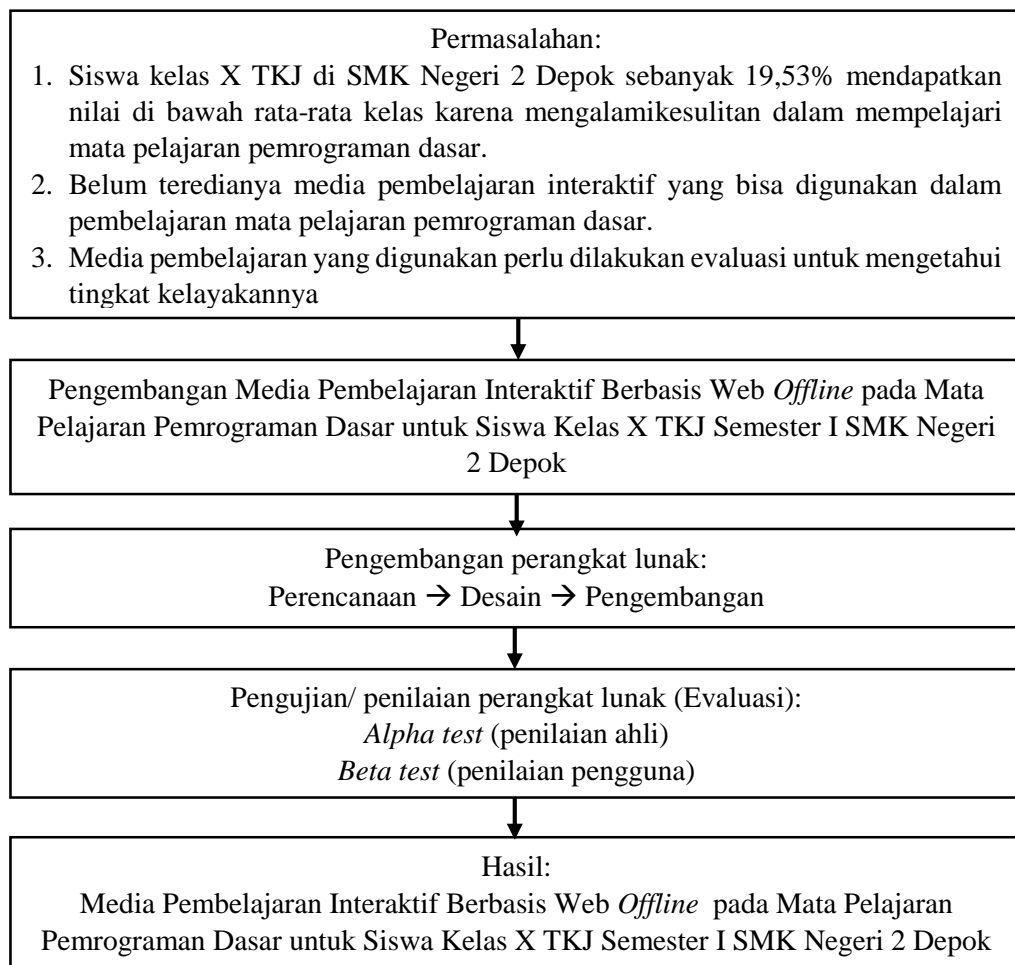 Permasalahan:
1. Siswa kelas X TKJ di SMK Negeri 2 Depok sebanyak 19,53% mendapatkan
nilai di bawah rata-rata kelas karena mengalamikesulitan dalam mempelajari
mata pelajaran pemrograman dasar.
2. Belum teredianya media pembelajaran interaktif yang bisa digunakan dalam
pembelajaran mata pelajaran pemrograman dasar.
3. Media pembelajaran yang digunakan perlu dilakukan evaluasi untuk mengetahui
tingkat kelayakannya
Pengembangan Media Pembelajaran Interaktif Berbasis Web Offline pada Mata
Pelajaran Pemrograman Dasar untuk Siswa Kelas X TKJ Semester I SMK Negeri
2 Depok
Pengembangan perangkat lunak:
Perencanaan → Desain → Pengembangan
Pengujian/ penilaian perangkat lunak (Evaluasi):
Alpha test (penilaian ahli)
Beta test (penilaian pengguna)
Hasil:
Media Pembelajaran Interaktif Berbasis Web Offline pada Mata Pelajaran
Pemrograman Dasar untuk Siswa Kelas X TKJ Semester I SMK Negeri 2 Depok